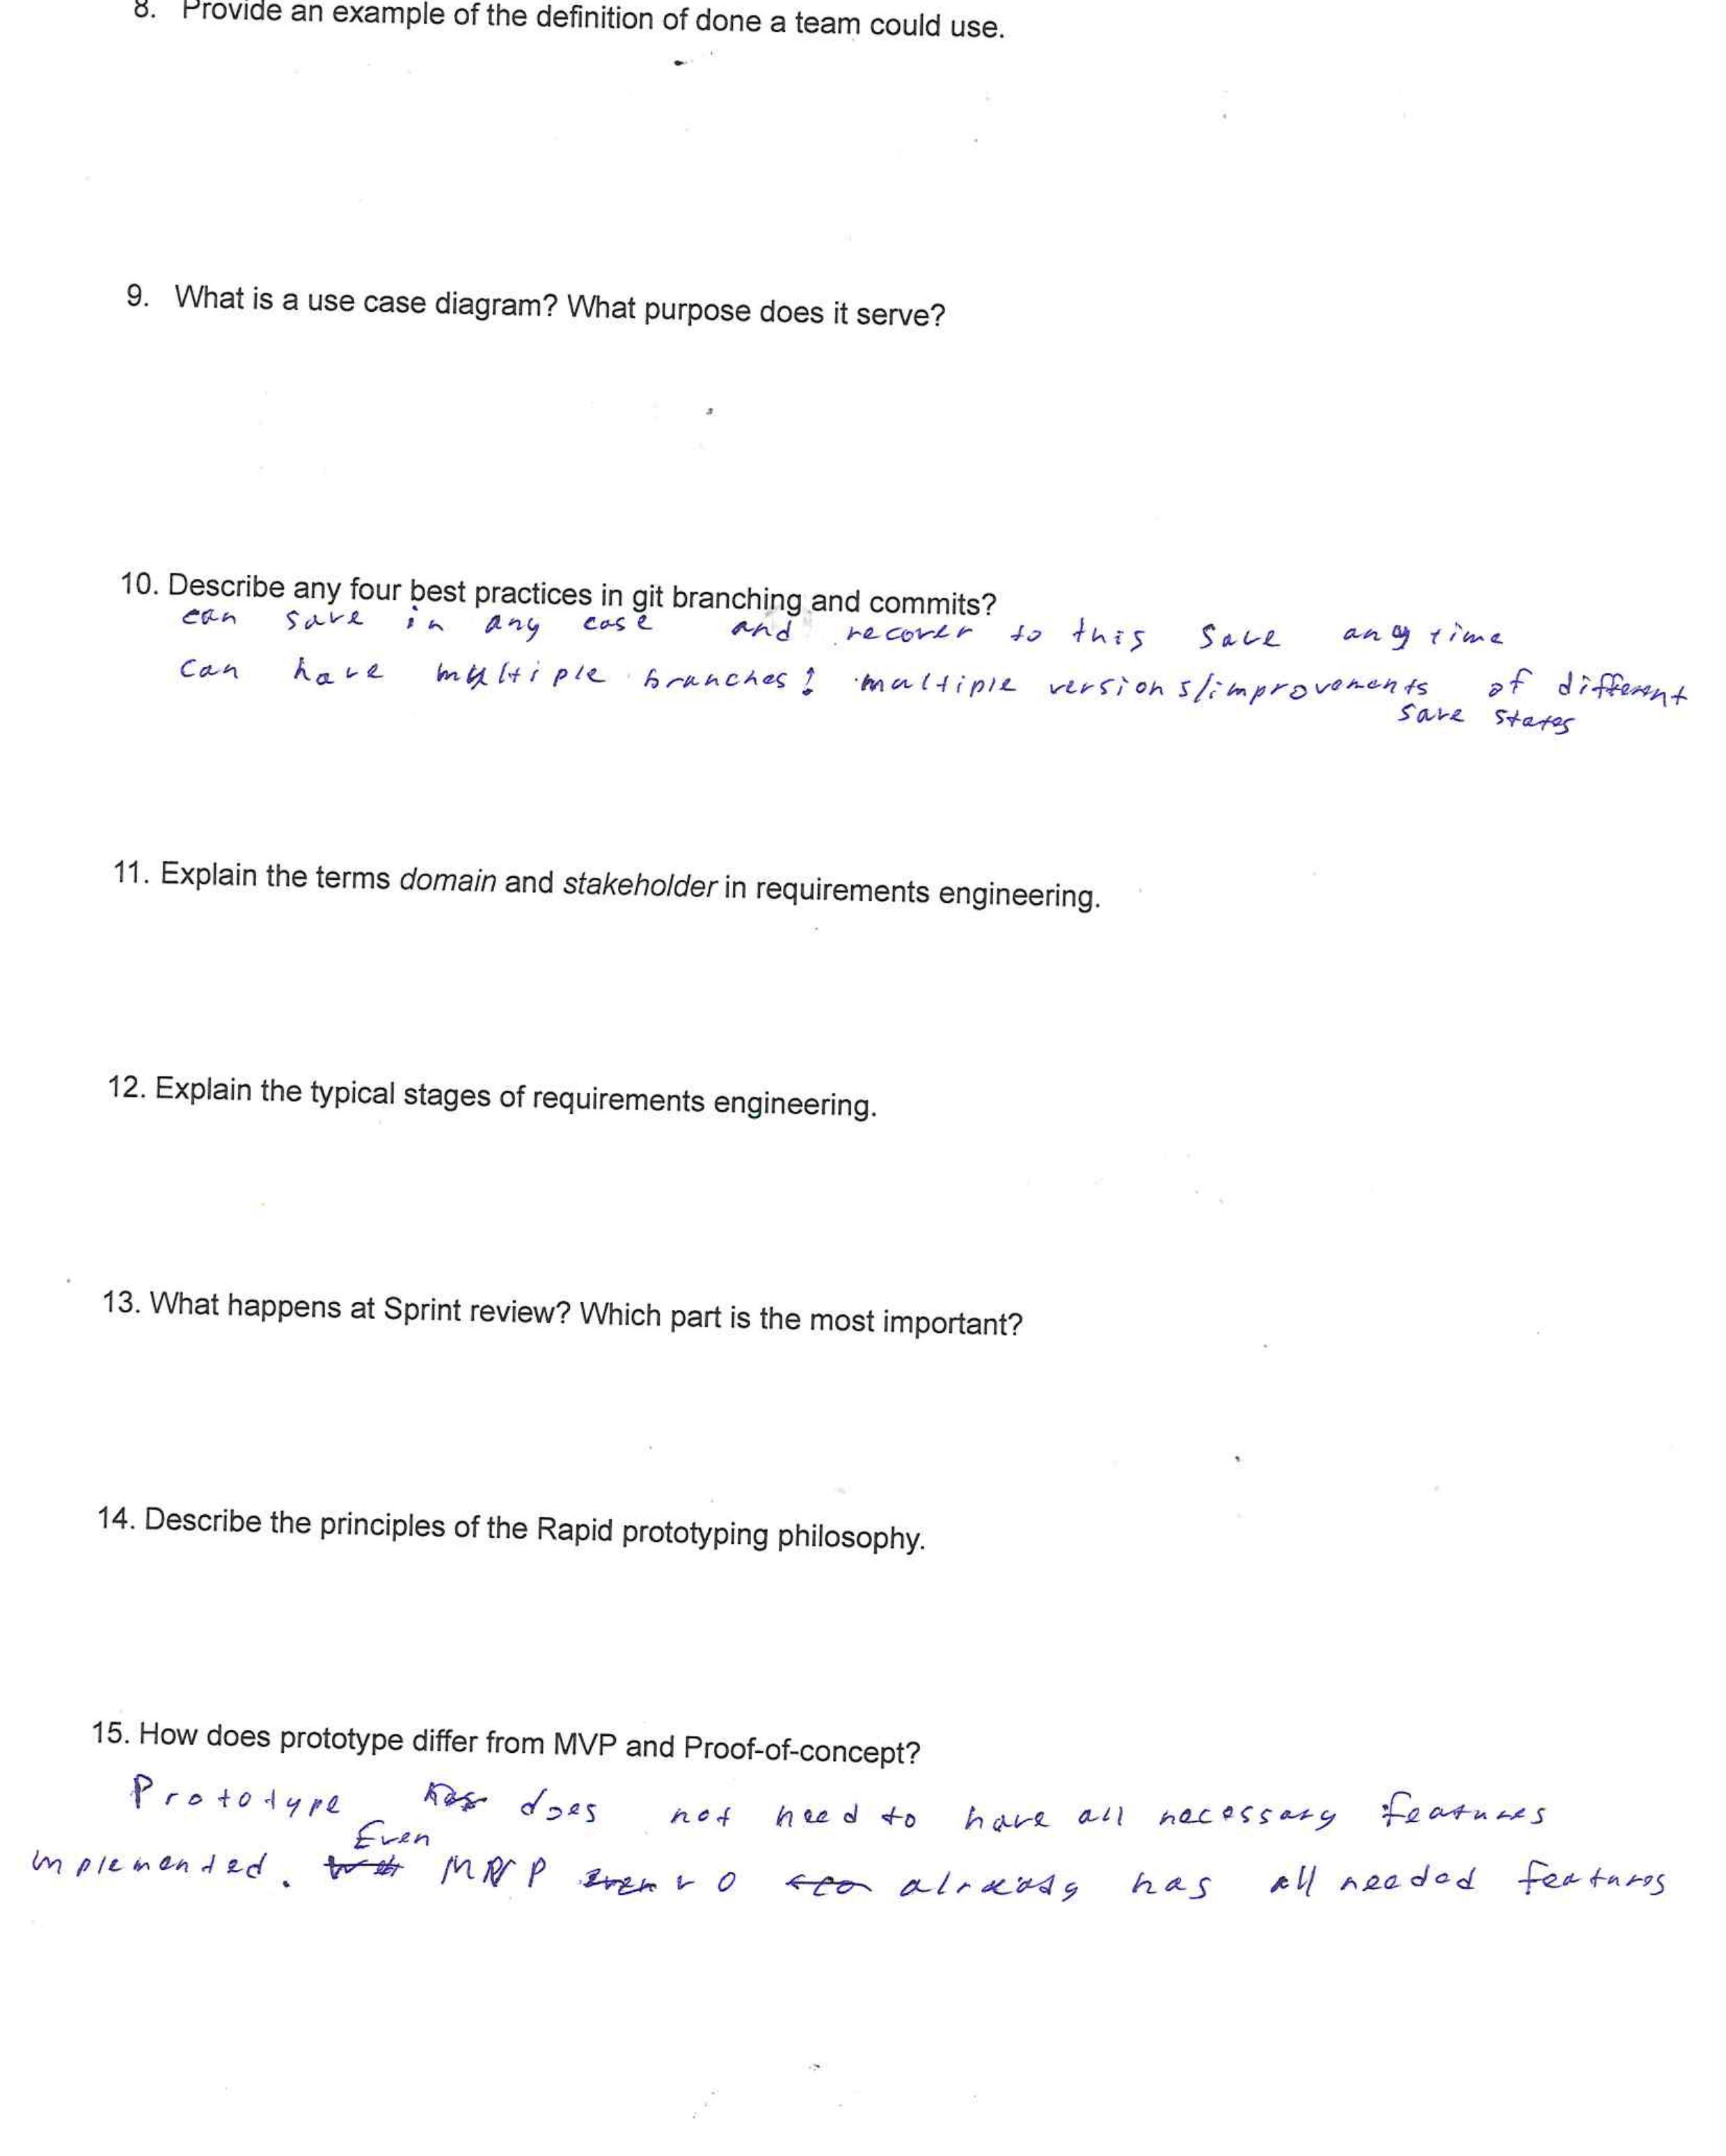 8. Provide an example of the definition of done a team could use.
9. What is a use case diagram? What purpose does it serve?
10. Describe any four best practices in git branching and commits?
can save in any case and recover to this save any time
can have multiple branches: multiple versions/improvements of different
save states
11. Explain the terms domain and stakeholder in requirements engineering.
12. Explain the typical stages of requirements engineering.
13. What happens at Sprint review? Which part is the most important?
14. Describe the principles of the Rapid prototyping philosophy.
15. How does prototype differ from MVP and Proof-of-concept?
Prototype does not need to have all necessary features
Even
implemended. MVP already has all needed features